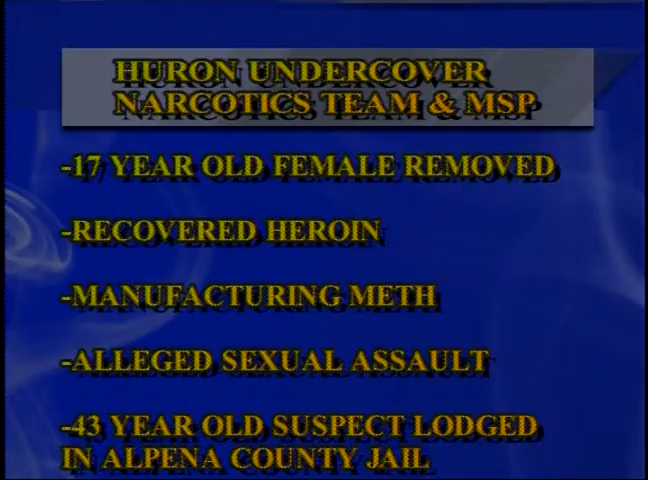 HURON UNDERCOVER
NARCOTICS TEAM & MSP
-17 YEAR OLD FEMALE REMOVED
-RECOVERED HEROIN
-MANUFACTURING METH
-ALLEGED SEXUAL ASSAULT
-43 YEAR OLD SUSPECT LODGED
IN ALPENA COUNTY JAIL